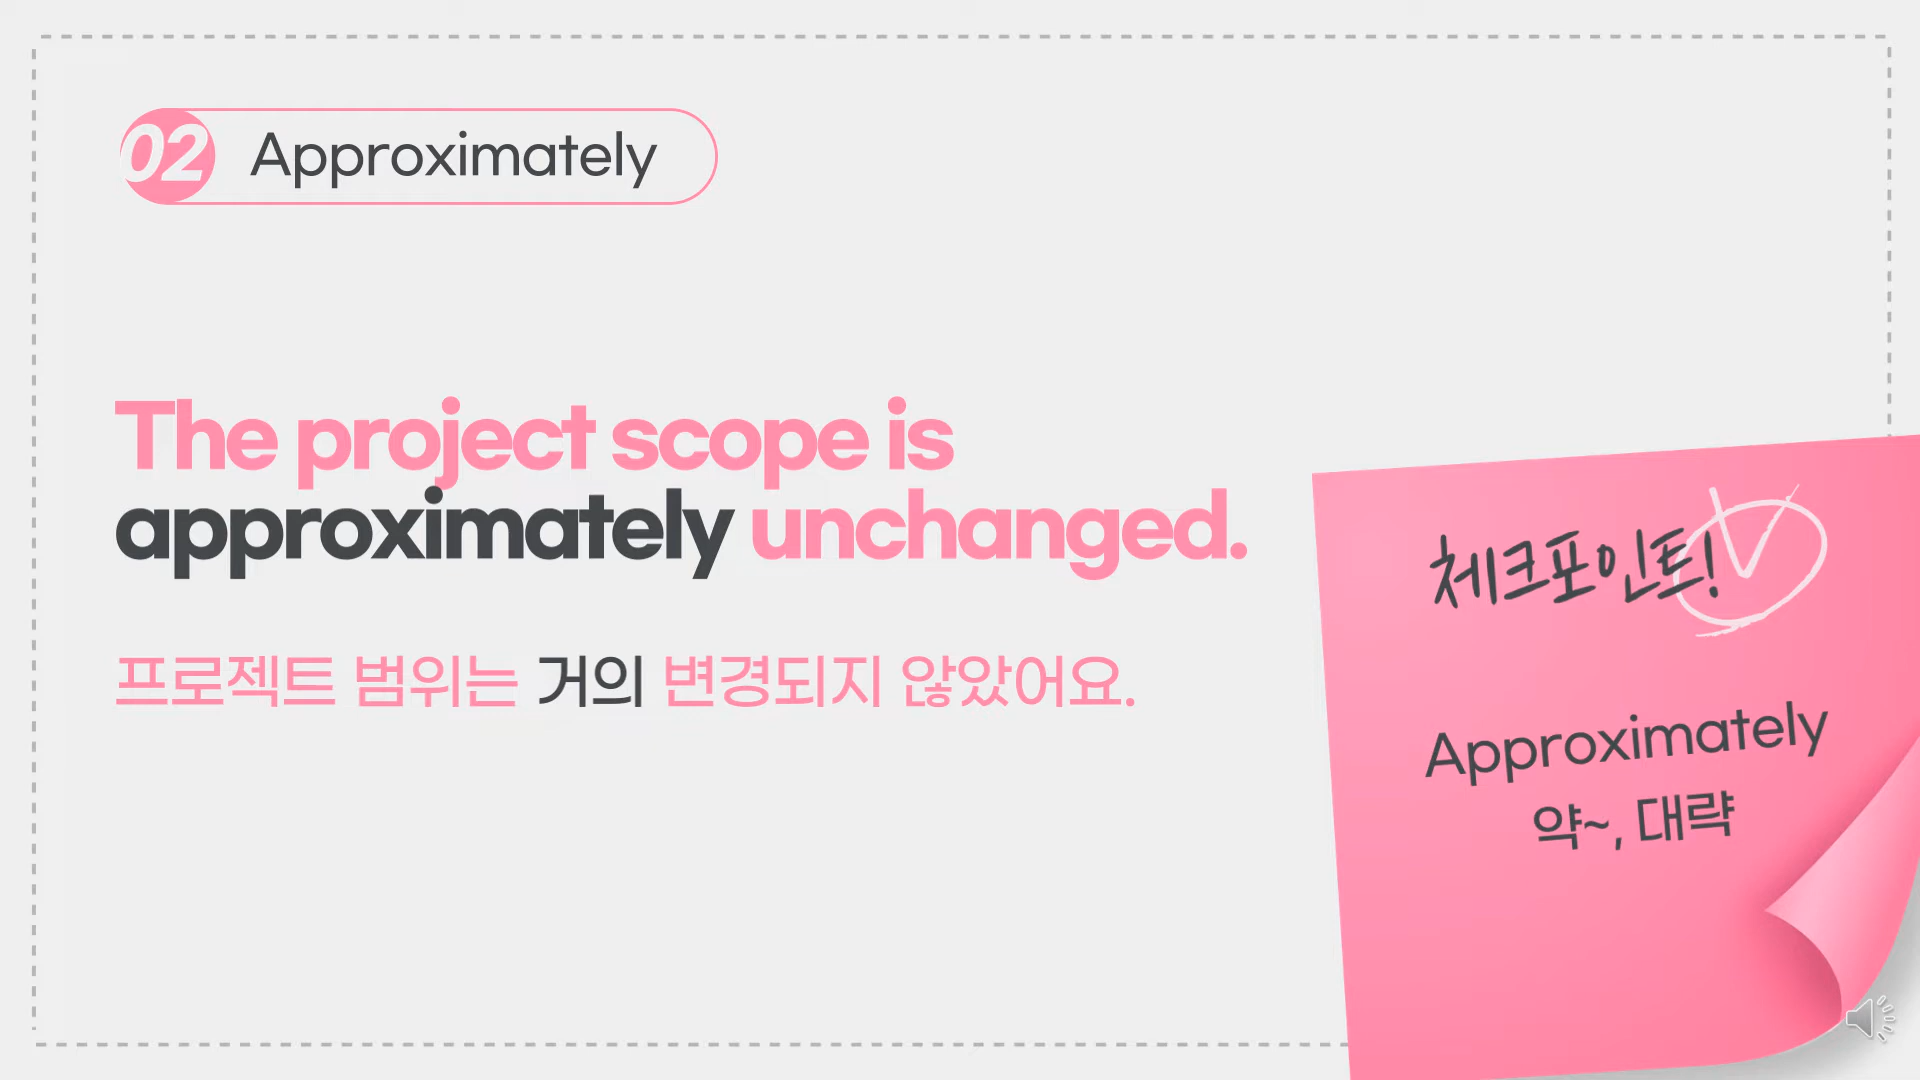 02 Approximately
The project scope is
approximately unchanged.
프로젝트 범위는 거의 변경되지 않았어요.
체크포인트!
Approximately
약~, 대략